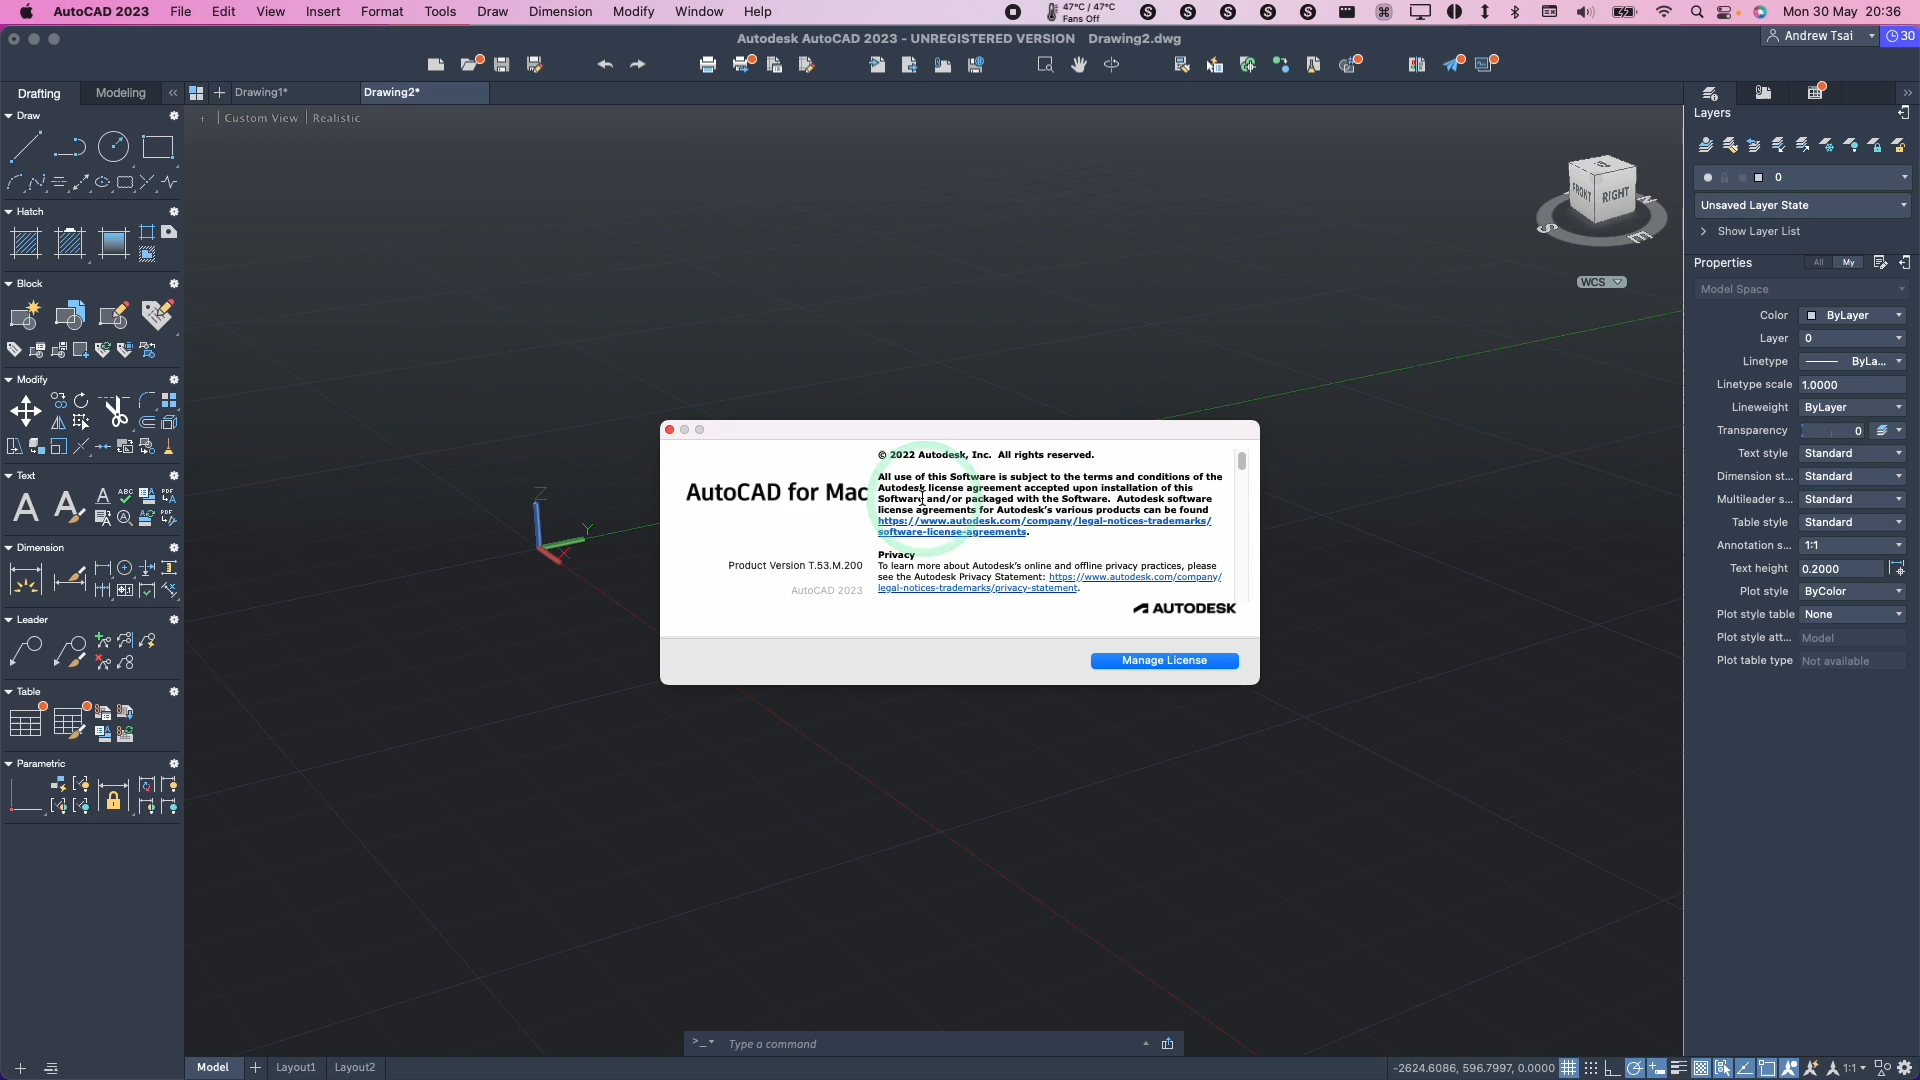 AutoCAD 2023 File Edit View Insert Format Tools Draw Dimension Modify Window Help 47°C / 47°C Mon 30 May 20:36
Fans Off
Autodesk AutoCAD 2023 - UNREGISTERED VERSION Drawing2.dwg Andrew Tsai 30
Drafting Modeling Drawing1* Drawing2*
Custom View Realistic
Draw
Hatch
Block
Modify
Text
Dimension
Leader
Table
Parametric
FRONT RIGHT
S E N
WCS
Z
Y
X
AutoCAD for Mac
Product Version T.53.M.200
AutoCAD 2023
© 2022 Autodesk, Inc. All rights reserved.
All use of this Software is subject to the terms and conditions of the
Autodesk license agreement accepted upon installation of this
Software and/or packaged with the Software. Autodesk software
license agreements for Autodesk's various products can be found
https://www.autodesk.com/company/legal-notices-trademarks/
software-license-agreements.
Privacy
To learn more about Autodesk's online and offline privacy practices, please
see the Autodesk Privacy Statement: https://www.autodesk.com/company/
legal-notices-trademarks/privacy-statement.
AUTODESK
Manage License
Layers
0
Unsaved Layer State
Show Layer List
Properties All My
Model Space
Color ByLayer
Layer 0
Linetype ByLa...
Linetype scale 1.0000
Lineweight ByLayer
Transparency 0
Text style Standard
Dimension st... Standard
Multileader s... Standard
Table style Standard
Annotation s... 1:1
Text height 0.2000
Plot style ByColor
Plot style table None
Plot style att... Model
Plot table type Not available
>_ Type a command
Model Layout1 Layout2 -2624.6086, 596.7997, 0.0000 1:1